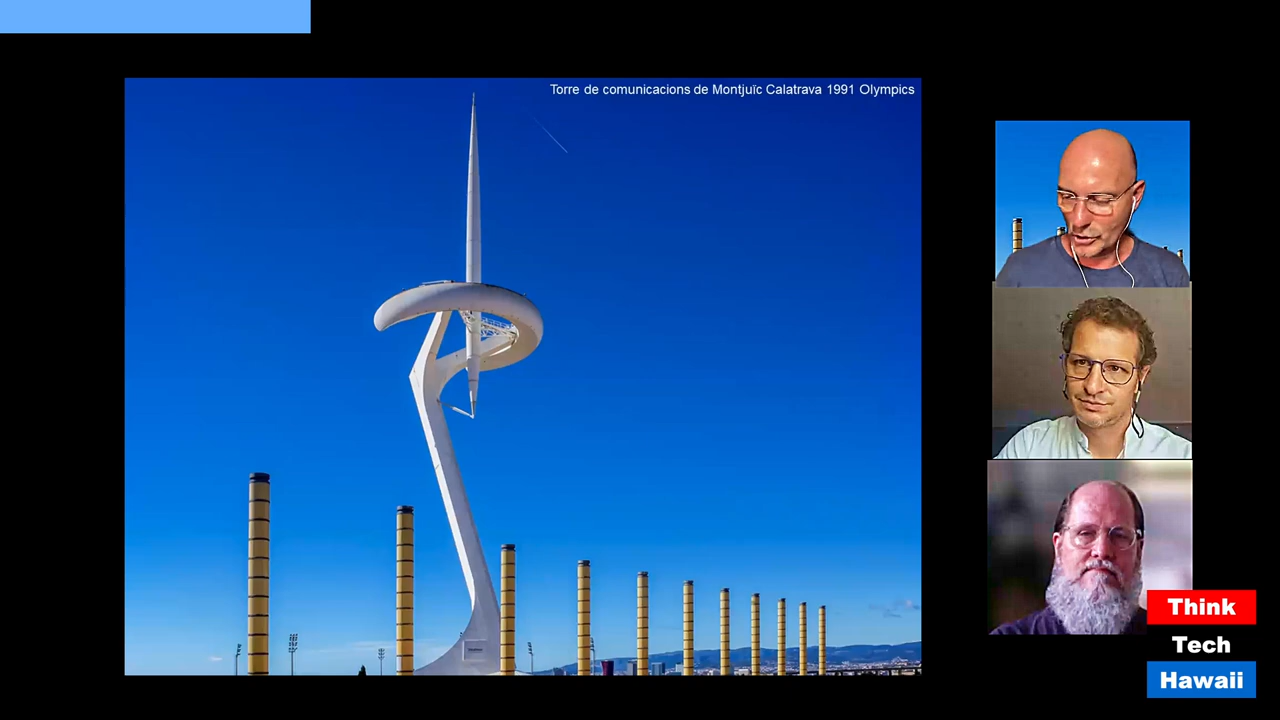 Torre de comunicacions de Montjuïc Calatrava 1991 Olympics
Think
Tech
Hawaii